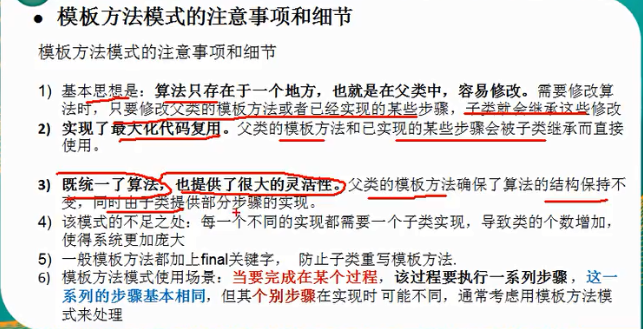 ● 模板方法模式的注意事项和细节
模板方法模式的注意事项和细节
1) 基本思想是：算法只存在于一个地方，也就是在父类中，容易修改。需要修改算
法时，只要修改父类的模板方法或者已经实现的某些步骤，子类就会继承这些修改
2) 实现了最大化代码复用。父类的模板方法和已实现的某些步骤会被子类继承而直接
使用。
3) 既统一了算法，也提供了很大的灵活性。父类的模板方法确保了算法的结构保持不
变，同时由子类提供部分步骤的实现。
4) 该模式的不足之处：每一个不同的实现都需要一个子类实现，导致类的个数增加，
使得系统更加庞大
5) 一般模板方法都加上final关键字， 防止子类重写模板方法.
6) 模板方法模式使用场景：当要完成在某个过程，该过程要执行一系列步骤 ，这一
系列的步骤基本相同，但其个别步骤在实现时 可能不同，通常考虑用模板方法模
式来处理